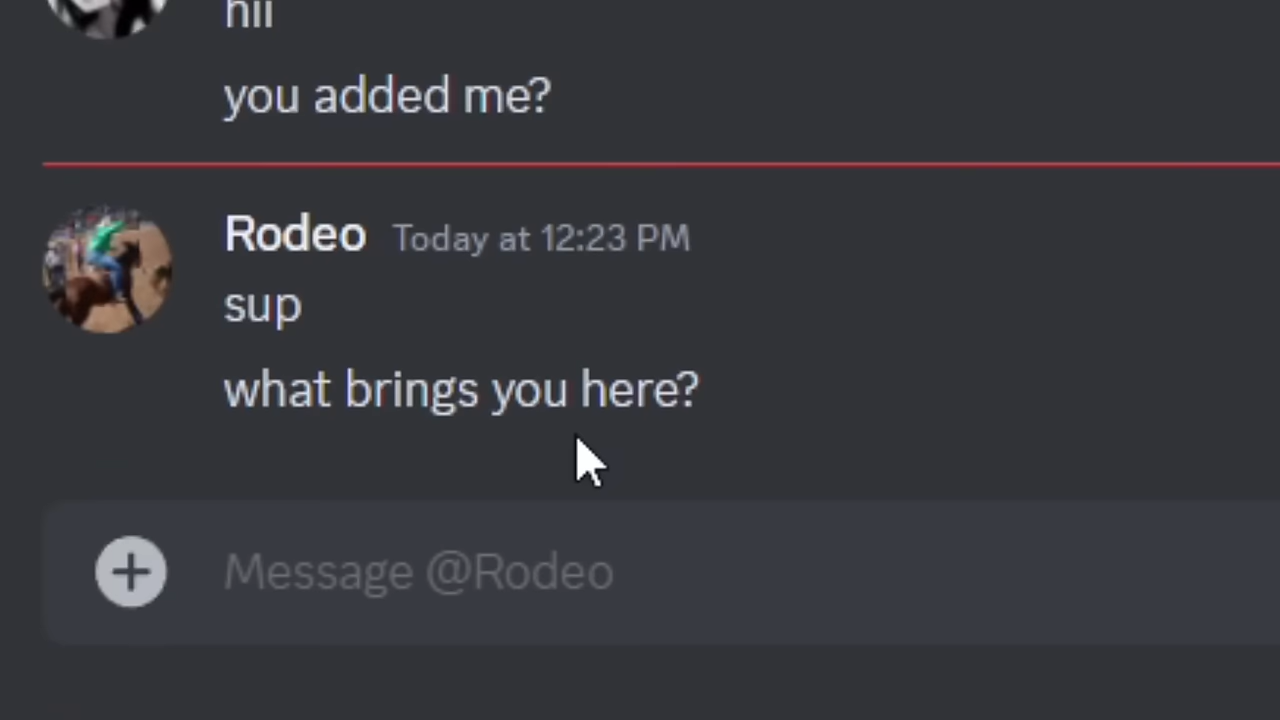 hii
you added me?
Rodeo Today at 12:23 PM
sup
what brings you here?
Message @Rodeo